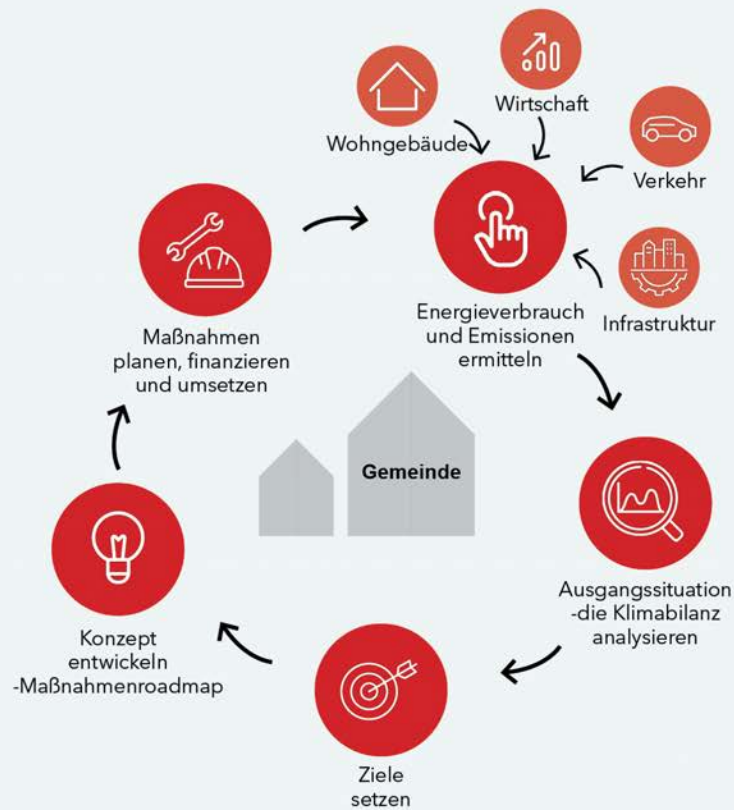 Wirtschaft
Wohngebäude
Verkehr
Infrastruktur
Energieverbrauch
und Emissionen
ermitteln
Maßnahmen
planen, finanzieren
und umsetzen
Gemeinde
Ausgangssituation
-die Klimabilanz
analysieren
Konzept
entwickeln
-Maßnahmenroadmap
Ziele
setzen